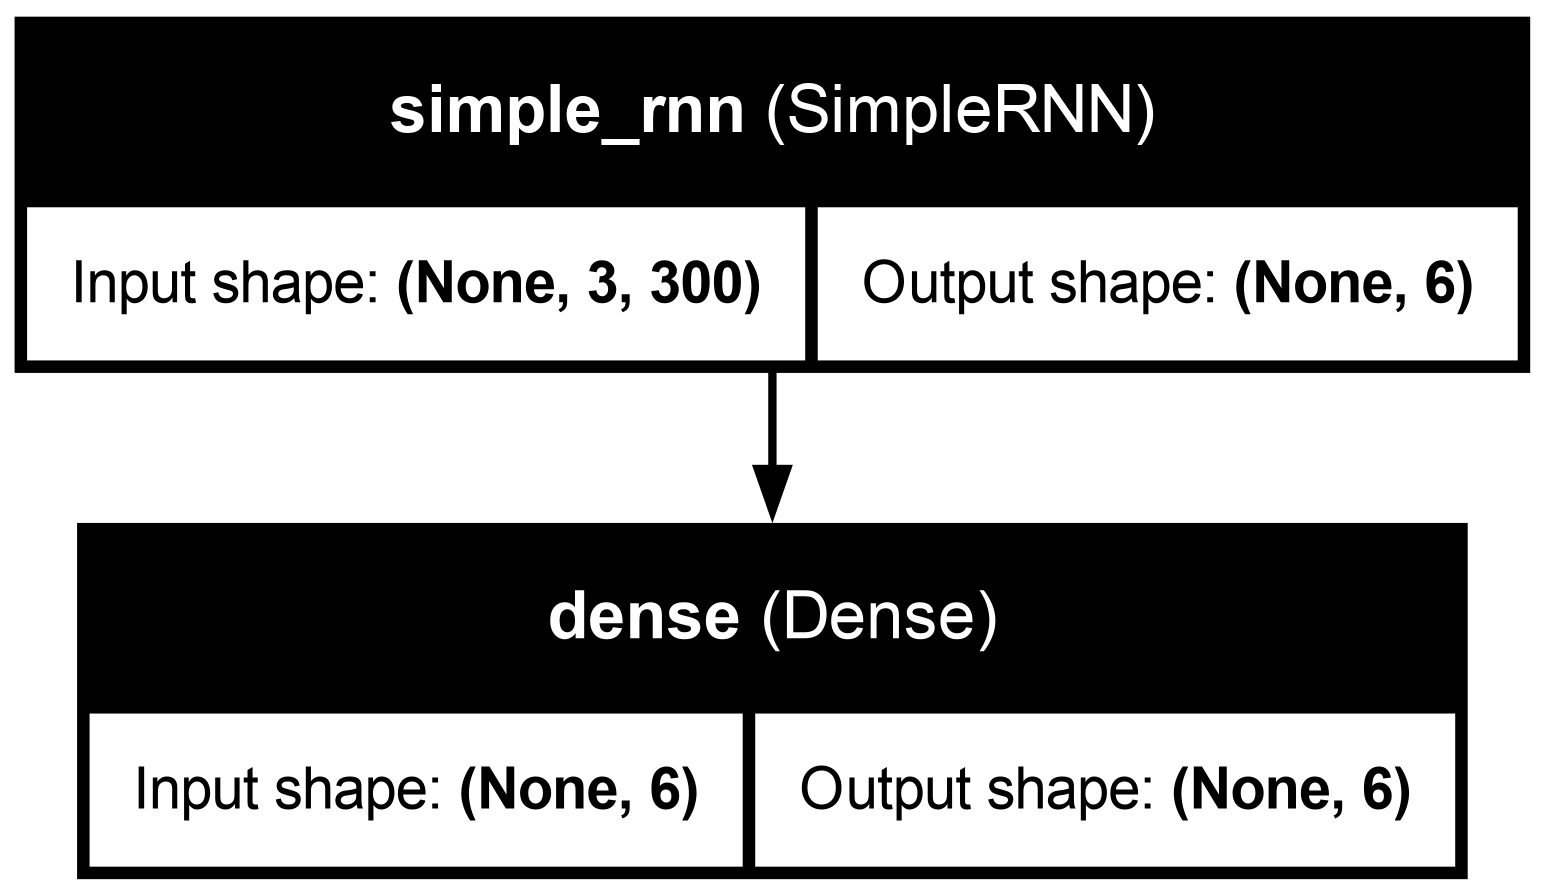 simple_rnn (SimpleRNN)
Input shape: (None, 3, 300) Output shape: (None, 6)
dense (Dense)
Input shape: (None, 6) Output shape: (None, 6)